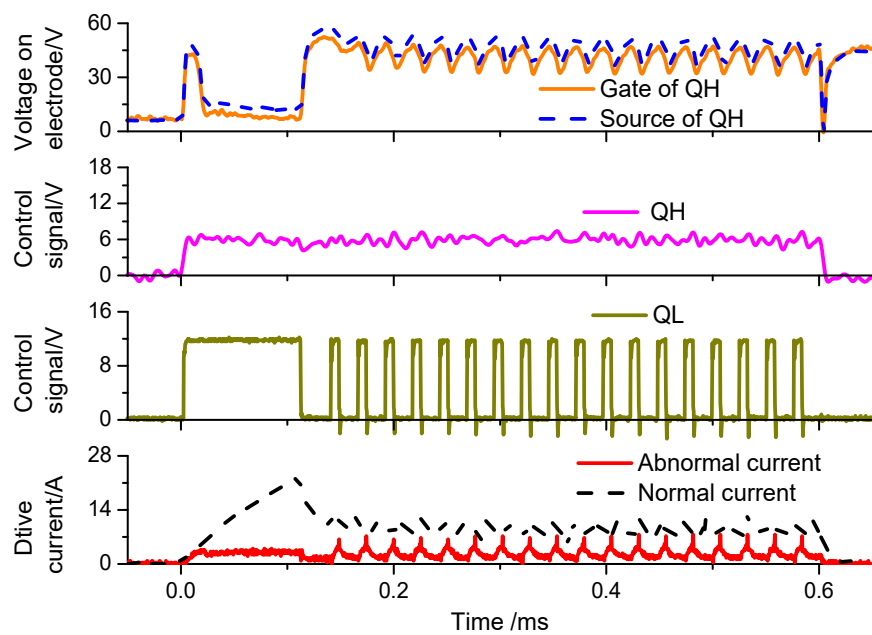 Voltage on
electrode/V
60
30
0
Gate of QH
Source of QH
Control
signal/V
18
12
6
0
QH
Control
signal/V
16
8
0
QL
Dtive
current/A
28
14
0
Abnormal current
Normal current
0.0
0.2
0.4
0.6
Time /ms